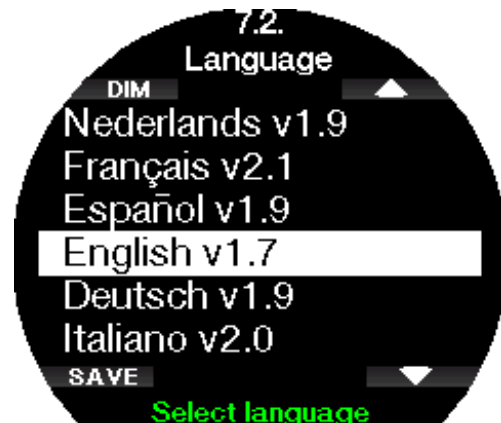 7.2.
Language
DIM
Nederlands v1.9
Français v2.1
Español v1.9
English v1.7
Deutsch v1.9
Italiano v2.0
SAVE
Select language